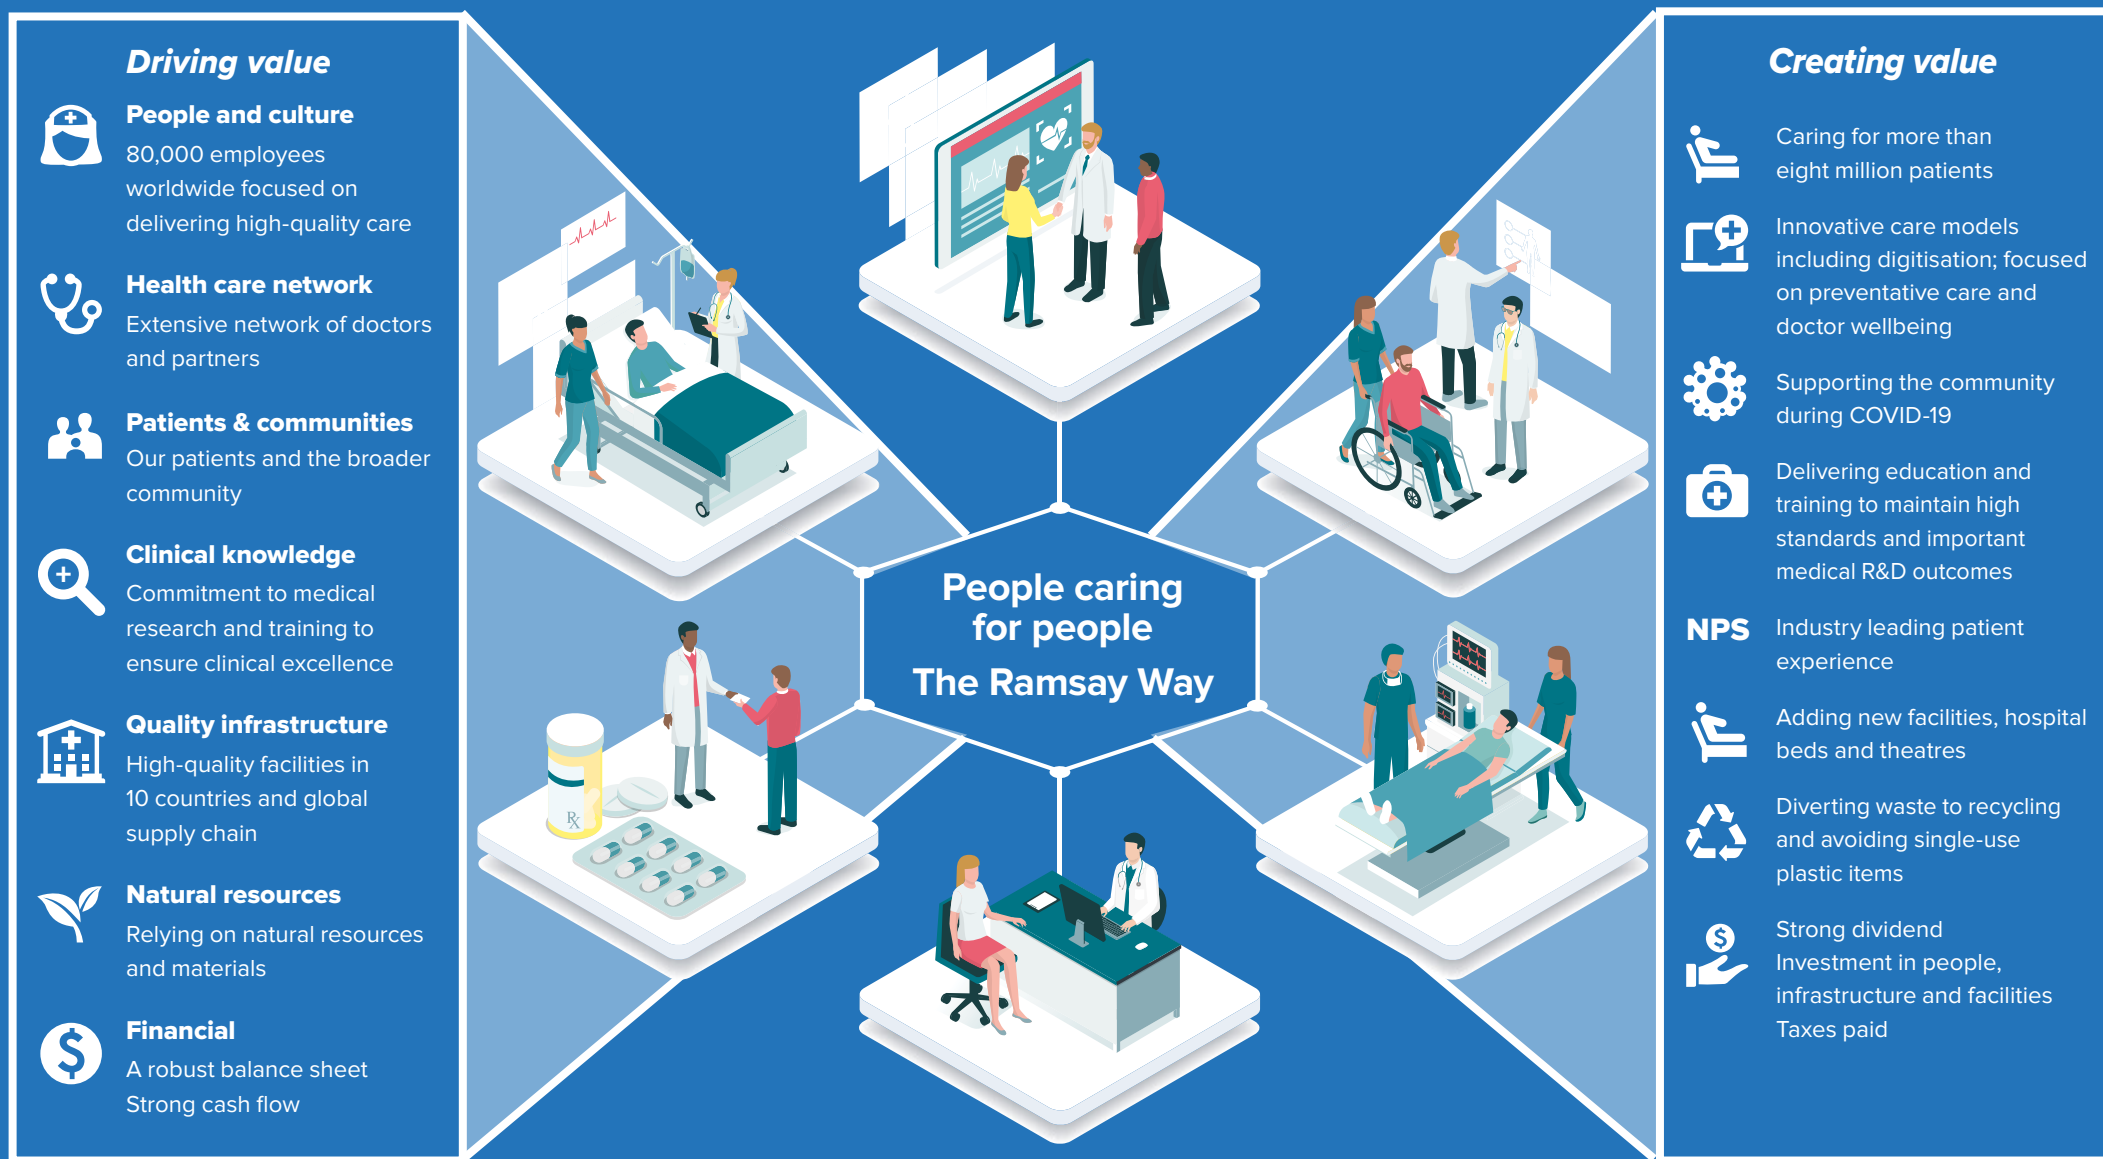 Driving value
People and culture
80,000 employees
worldwide focused on
delivering high-quality care
Health care network
Extensive network of doctors
and partners
Patients & communities
Our patients and the broader
community
Clinical knowledge
Commitment to medical
research and training to
ensure clinical excellence
Quality infrastructure
High-quality facilities in
10 countries and global
supply chain
Natural resources
Relying on natural resources
and materials
Financial
A robust balance sheet
Strong cash flow
People caring
for people
The Ramsay Way
Rx
Creating value
Caring for more than
eight million patients
Innovative care models
including digitisation; focused
on preventative care and
doctor wellbeing
Supporting the community
during COVID-19
Delivering education and
training to maintain high
standards and important
medical R&D outcomes
NPS
Industry leading patient
experience
Adding new facilities, hospital
beds and theatres
Diverting waste to recycling
and avoiding single-use
plastic items
Strong dividend
Investment in people,
infrastructure and facilities
Taxes paid